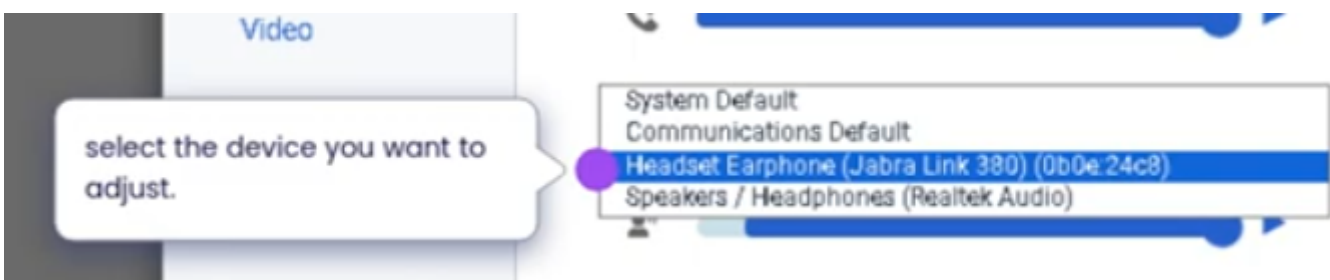 Video
select the device you want to
adjust.
System Default
Communications Default
Headset Earphone (Jabra Link 380) (0b0e:24c8)
Speakers / Headphones (Realtek Audio)